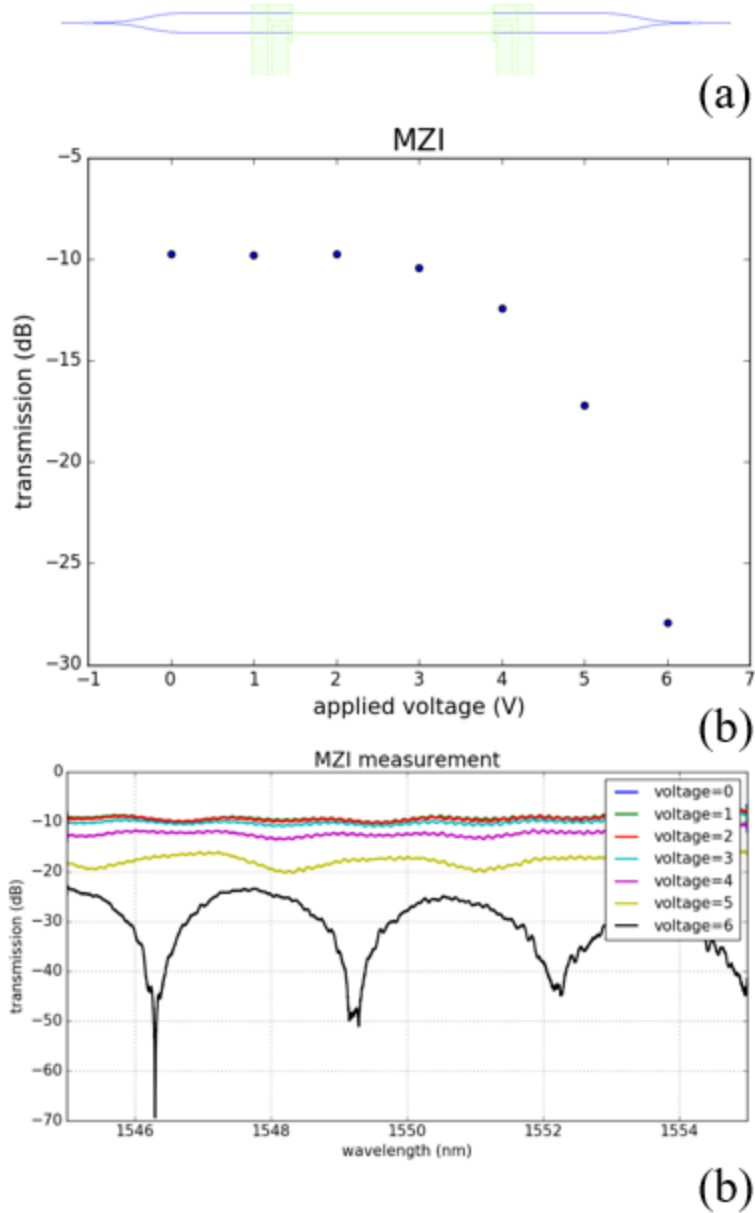 (a)
MZI
−5
−10
−15
−20
−25
−30
transmission (dB)
−1 0 1 2 3 4 5 6 7
applied voltage (V)
(b)
MZI measurement
0
−10
−20
−30
−40
−50
−60
−70
transmission (dB)
voltage=0
voltage=1
voltage=2
voltage=3
voltage=4
voltage=5
voltage=6
1546 1548 1550 1552 1554
wavelength (nm)
(b)